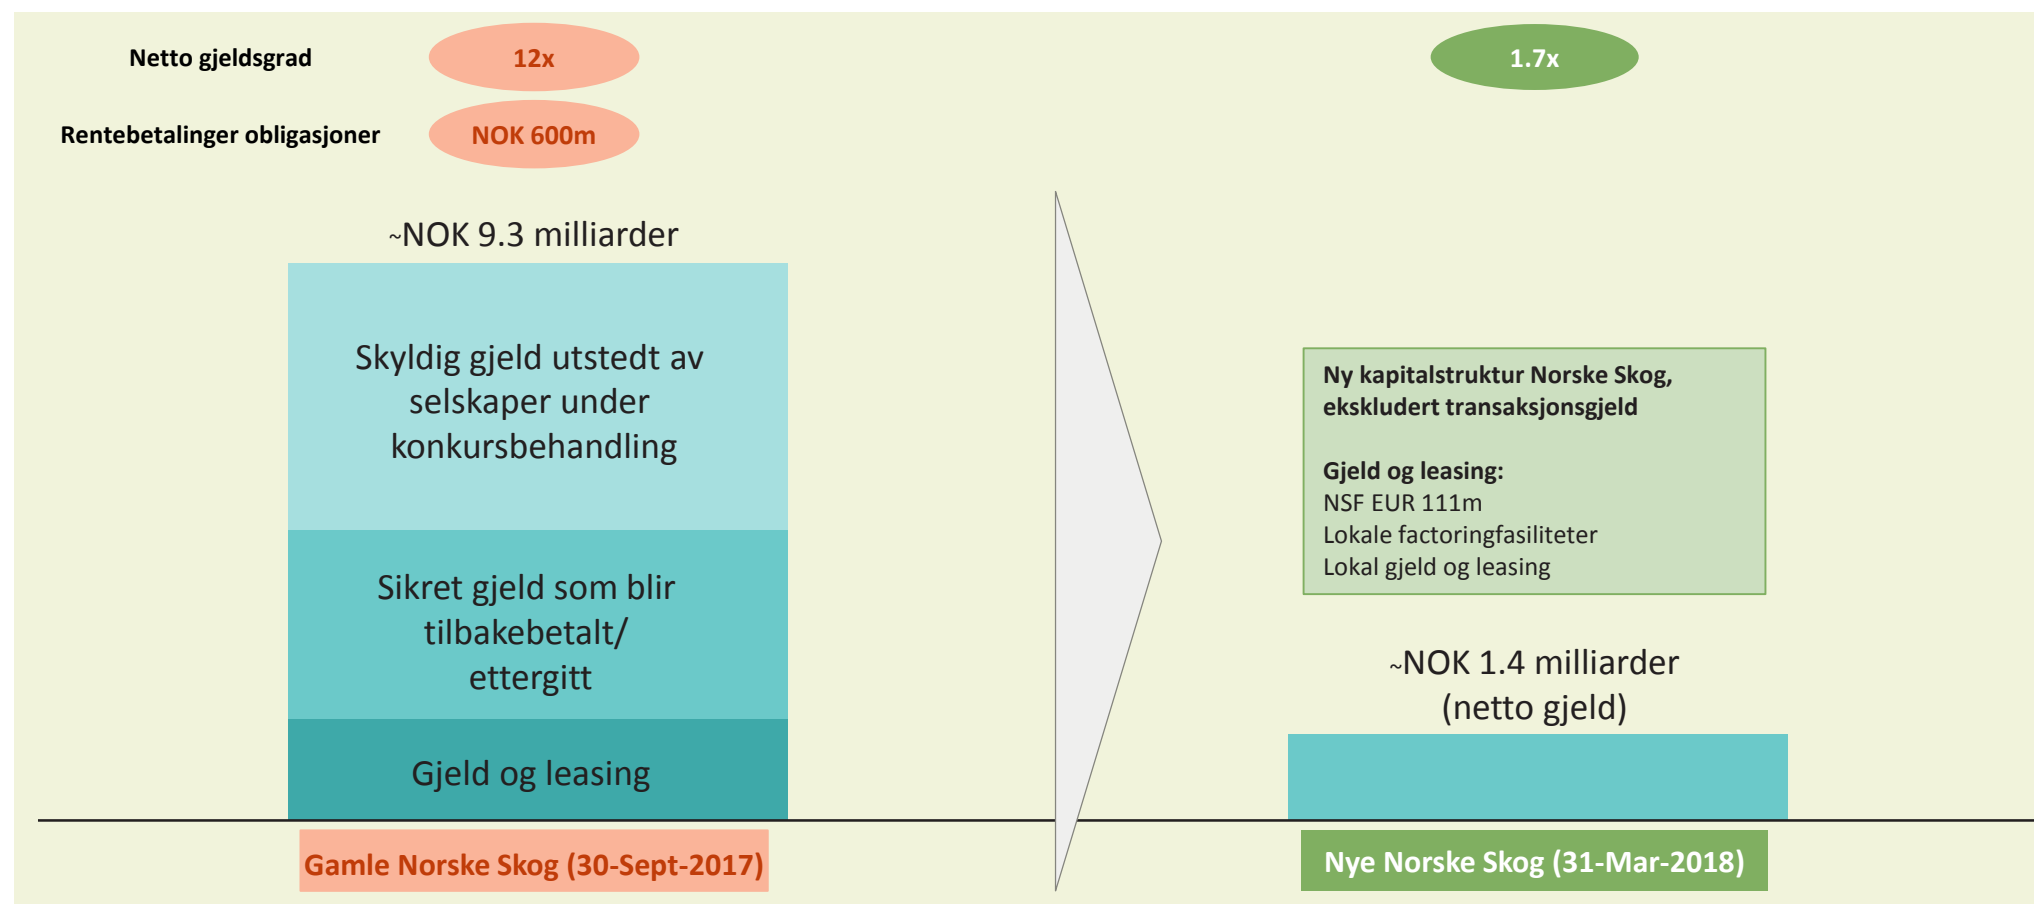 Netto gjeldsgrad
12x
1.7x
Rentebetalinger obligasjoner
NOK 600m
~NOK 9.3 milliarder
Skyldig gjeld utstedt av
selskaper under
konkursbehandling
Sikret gjeld som blir
tilbakebetalt/
ettergitt
Gjeld og leasing
Gamle Norske Skog (30-Sept-2017)
Ny kapitalstruktur Norske Skog,
ekskludert transaksjonsgjeld
Gjeld og leasing:
NSF EUR 111m
Lokale factoringfasiliteter
Lokal gjeld og leasing
~NOK 1.4 milliarder
(netto gjeld)
Nye Norske Skog (31-Mar-2018)